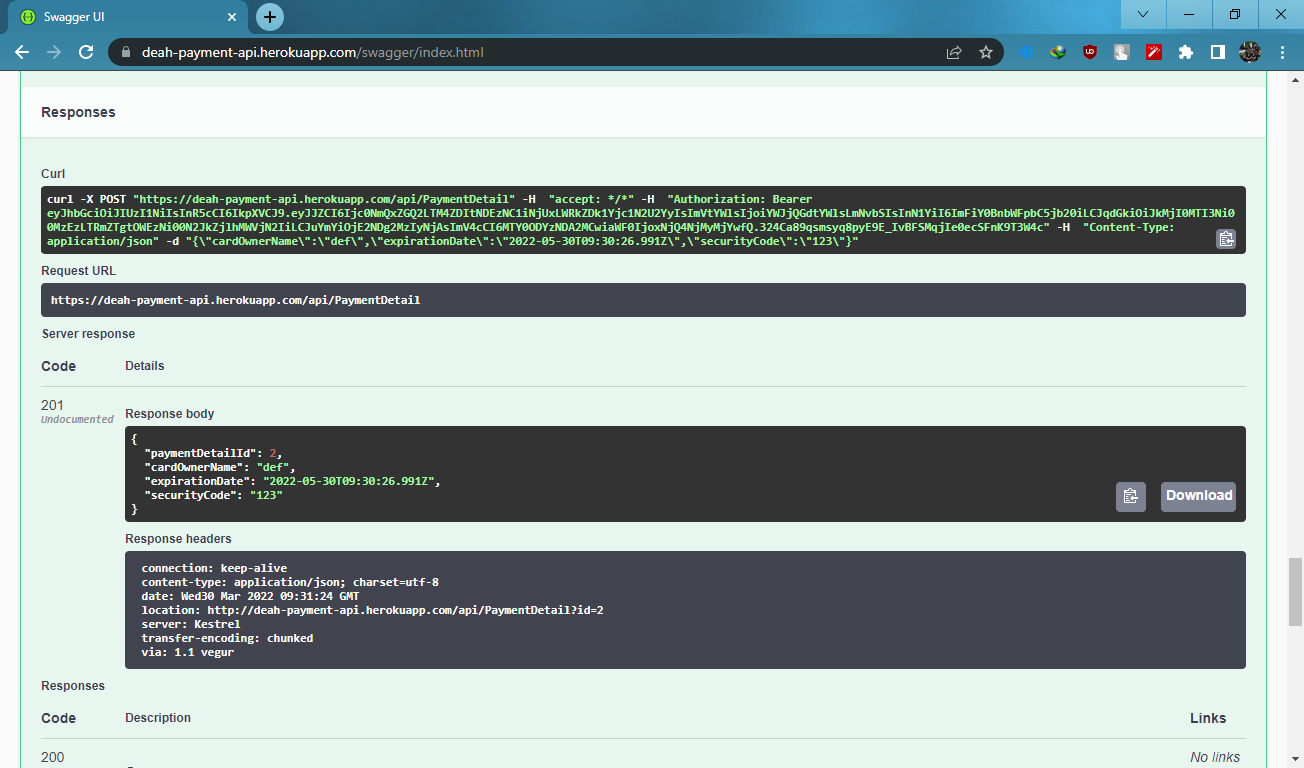 Swagger UI
deah-payment-api.herokuapp.com/swagger/index.html
Responses
Curl
curl -X POST "https://deah-payment-api.herokuapp.com/api/PaymentDetail" -H  "accept: */*" -H  "Authorization: Bearer
application/json" -d "{\"cardOwnerName\":\"def\",\"expirationDate\":\"2022-05-30T09:30:26.991Z\",\"securityCode\":\"123\"}"
Request URL
https://deah-payment-api.herokuapp.com/api/PaymentDetail
Server response
Code Details
201
Undocumented
Response body
{
"paymentDetailId": 2,
"cardOwnerName": "def",
"expirationDate": "2022-05-30T09:30:26.991Z",
"securityCode": "123"
}
Download
Response headers
connection: keep-alive
content-type: application/json; charset=utf-8
date: Wed30 Mar 2022 09:31:24 GMT
location: http://deah-payment-api.herokuapp.com/api/PaymentDetail?id=2
server: Kestrel
transfer-encoding: chunked
via: 1.1 vegur
Responses
Code Description Links
200 No links